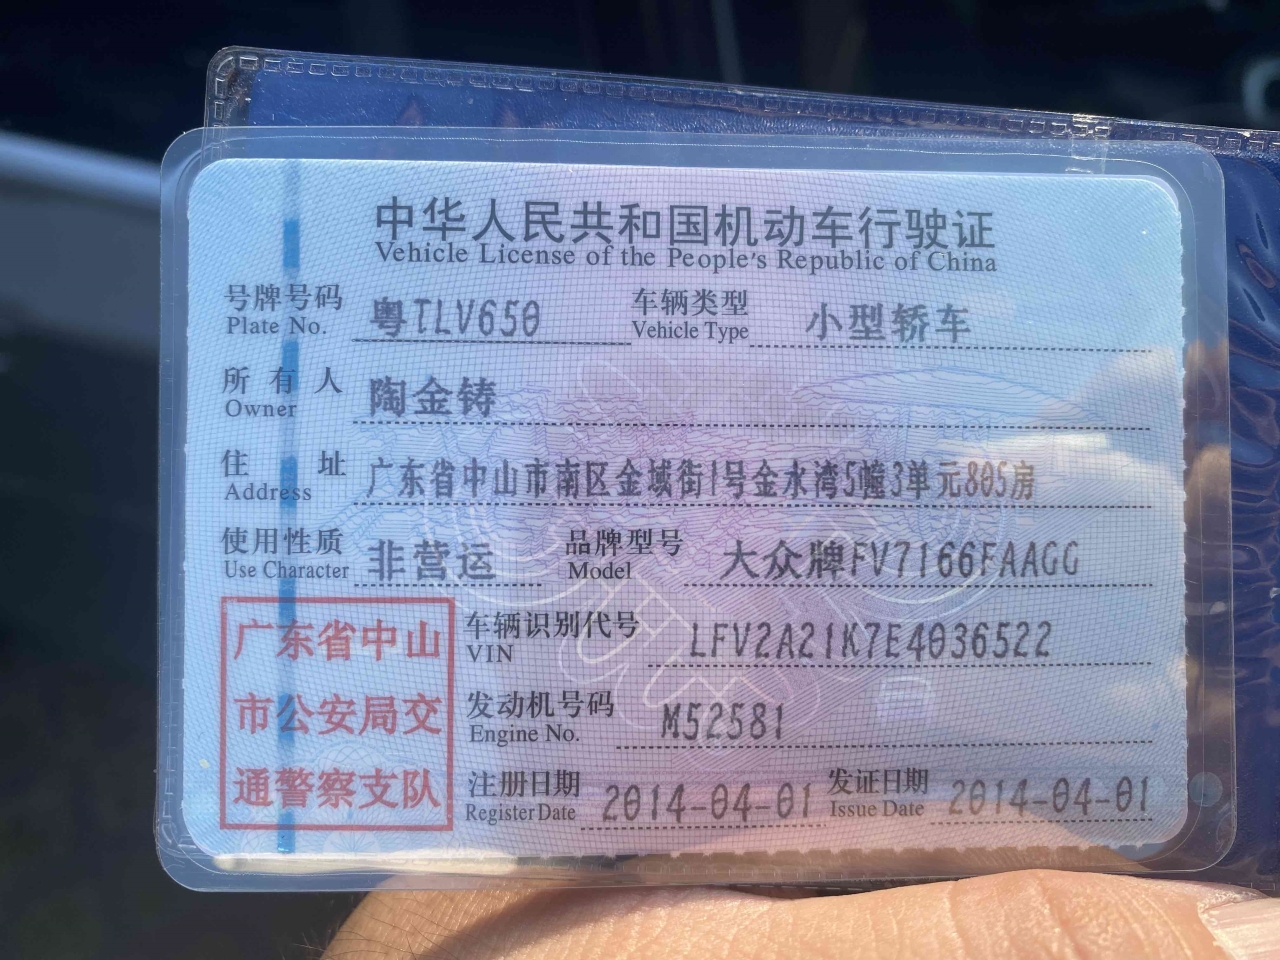 中华人民共和国机动车行驶证
Vehicle License of the People's Republic of China
号牌号码 粤TLV650 车辆类型 小型轿车
Plate No. Vehicle Type
所有人 陶金铸
Owner
住址 广东省中山市南区金域街1号金水湾5幢3单元805房
Address
使用性质 非营运 品牌型号 大众牌FV7166FAAGG
Use Character Model
广东省中山
市公安局交
通警察支队
车辆识别代号 LFV2A21K7E4036522
VIN
发动机号码 M52581
Engine No.
注册日期 2014-04-01 发证日期 2014-04-01
Register Date Issue Date